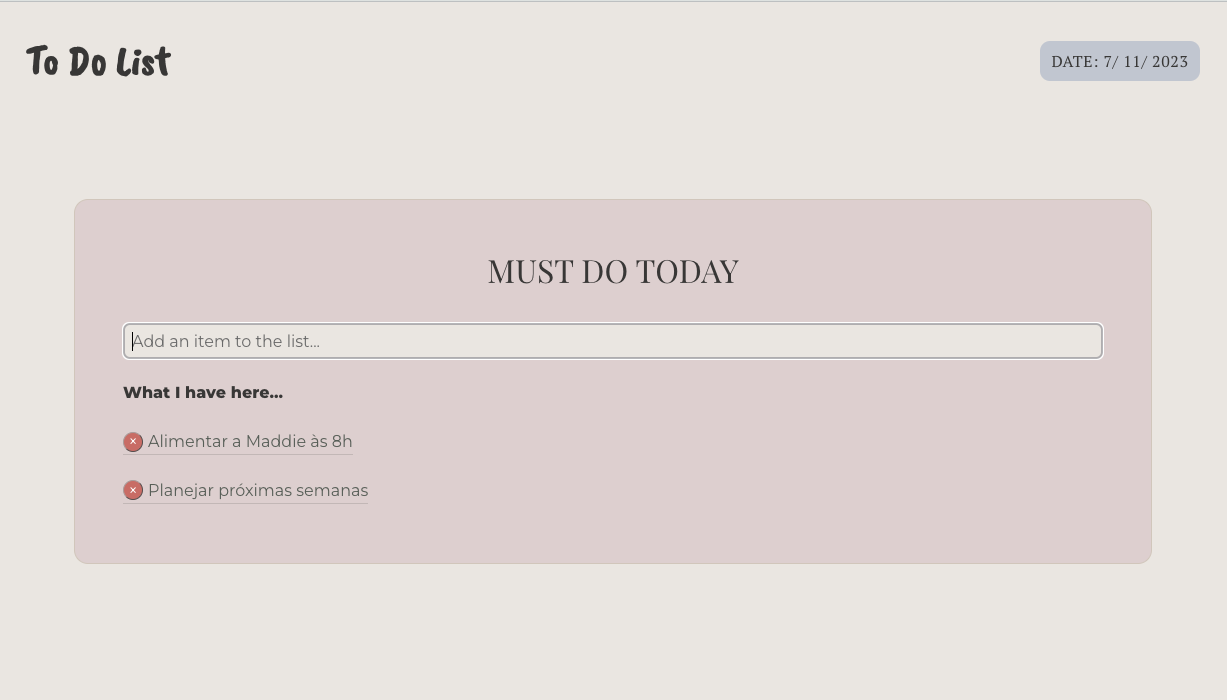 To Do List
DATE: 7/ 11/ 2023
MUST DO TODAY
Add an item to the list...
What I have here...
× Alimentar a Maddie às 8h
× Planejar próximas semanas